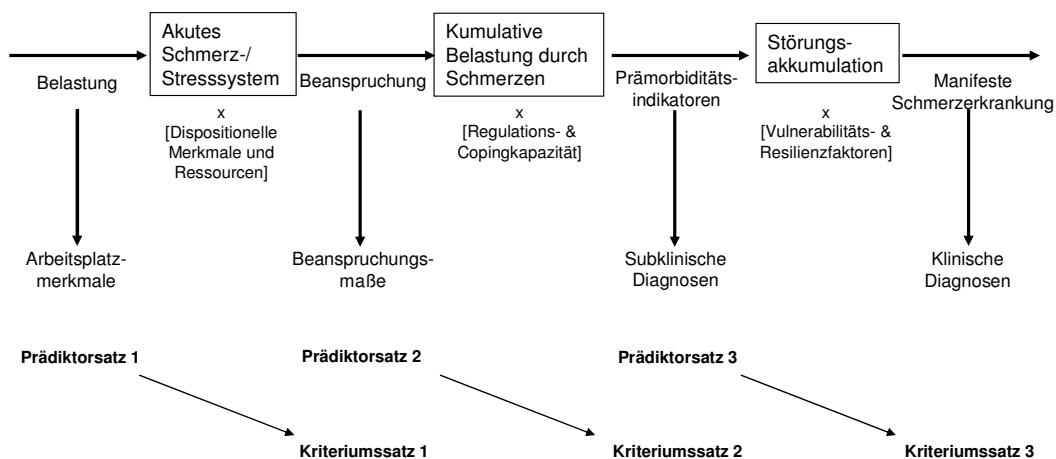 Akutes
Schmerz-/
Stresssystem
Kumulative
Belastung durch
Schmerzen
Störungs-
akkumulation
Belastung
Beanspruchung
Prämorbiditäts-
indikatoren
Manifeste
Schmerzerkrankung
x
[Dispositionelle
Merkmale und
Ressourcen]
x
[Regulations- &
Copingkapazität]
x
[Vulnerabilitäts- &
Resilienzfaktoren]
Arbeitsplatz-
merkmale
Beanspruchungs-
maße
Subklinische
Diagnosen
Klinische
Diagnosen
Prädiktorsatz 1
Prädiktorsatz 2
Prädiktorsatz 3
Kriteriumssatz 1
Kriteriumssatz 2
Kriteriumssatz 3